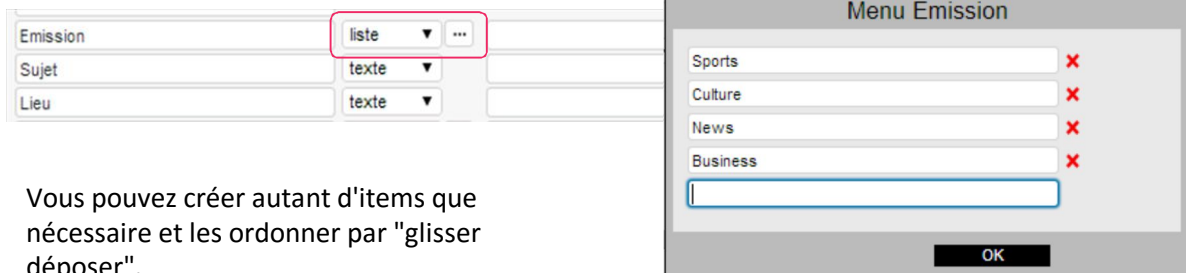 Emission liste ▼ ...
Sujet texte ▼
Lieu texte ▼
Vous pouvez créer autant d'items que
nécessaire et les ordonner par "glisser
déposer".
Menu Emission
Sports
Culture
News
Business
OK